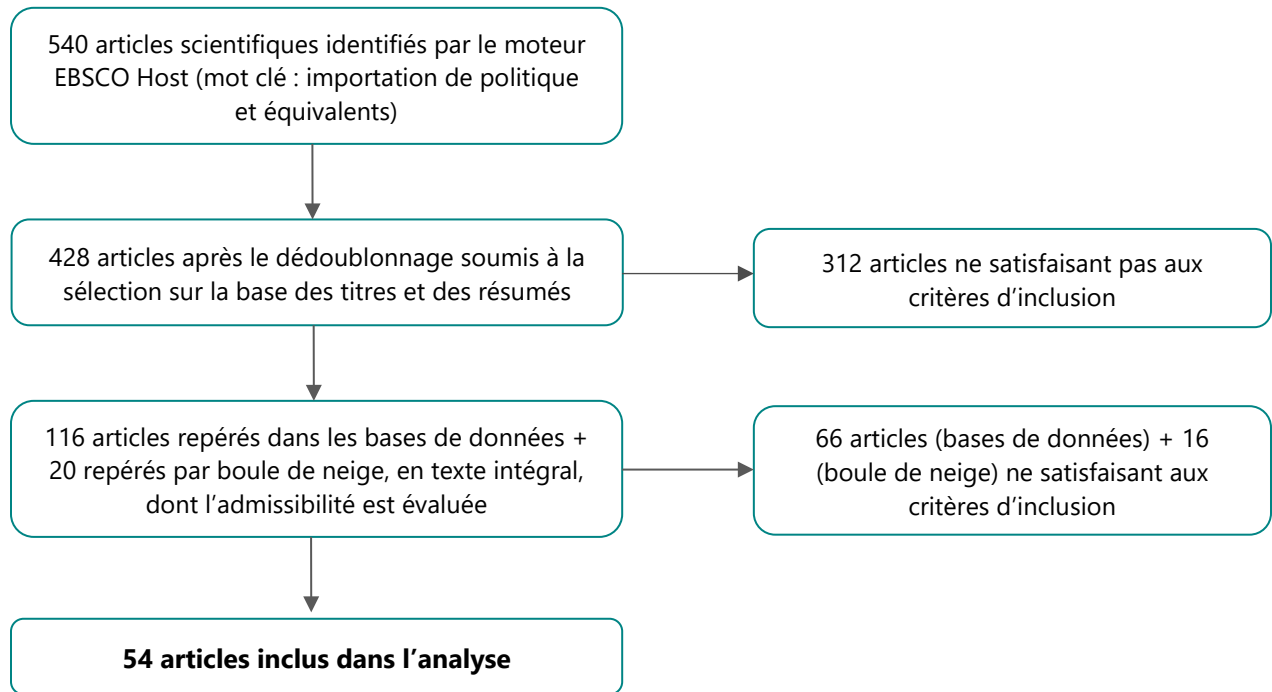 540 articles scientifiques identifiés par le moteur
EBSCO Host (mot clé : importation de politique
et équivalents)
428 articles après le dédoublonnage soumis à la
sélection sur la base des titres et des résumés
312 articles ne satisfaisant pas aux
critères d’inclusion
116 articles repérés dans les bases de données +
20 repérés par boule de neige, en texte intégral,
dont l’admissibilité est évaluée
66 articles (bases de données) + 16
(boule de neige) ne satisfaisant aux
critères d’inclusion
54 articles inclus dans l’analyse